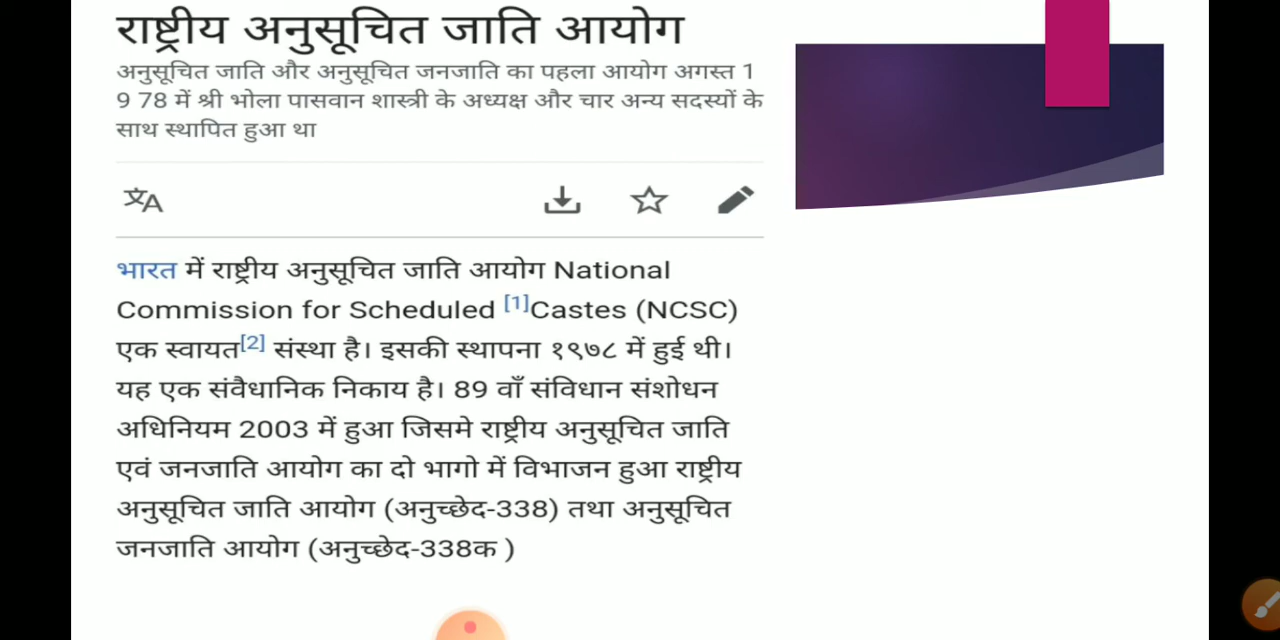 राष्ट्रीय अनुसूचित जाति आयोग
अनुसूचित जाति और अनुसूचित जनजाति का पहला आयोग अगस्त 1
9 78 में श्री भोला पासवान शास्त्री के अध्यक्ष और चार अन्य सदस्यों के
साथ स्थापित हुआ था
भारत में राष्ट्रीय अनुसूचित जाति आयोग National
Commission for Scheduled [1]Castes (NCSC)
एक स्वायत[2] संस्था है। इसकी स्थापना १९७८ में हुई थी।
यह एक संवैधानिक निकाय है। 89 वाँ संविधान संशोधन
अधिनियम 2003 में हुआ जिसमे राष्ट्रीय अनुसूचित जाति
एवं जनजाति आयोग का दो भागो में विभाजन हुआ राष्ट्रीय
अनुसूचित जाति आयोग (अनुच्छेद-338) तथा अनुसूचित
जनजाति आयोग (अनुच्छेद-338क )